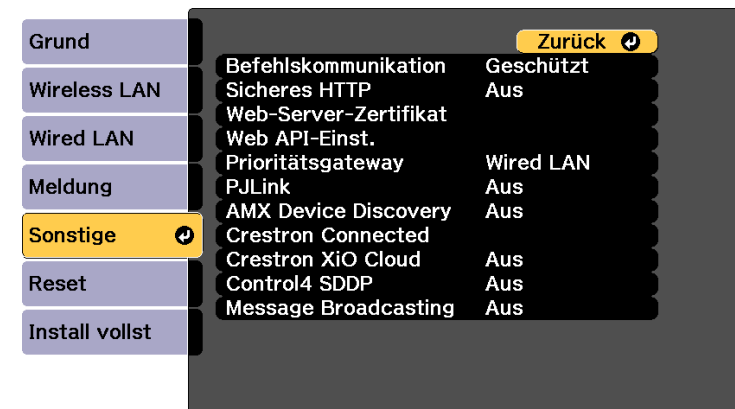 Grund
Wireless LAN
Wired LAN
Meldung
Sonstige
Reset
Install vollst
Zurück
Befehlskommunikation Geschützt
Sicheres HTTP Aus
Web-Server-Zertifikat
Web API-Einst.
Prioritätsgateway Wired LAN
PJLink Aus
AMX Device Discovery Aus
Crestron Connected
Crestron XiO Cloud Aus
Control4 SDDP Aus
Message Broadcasting Aus